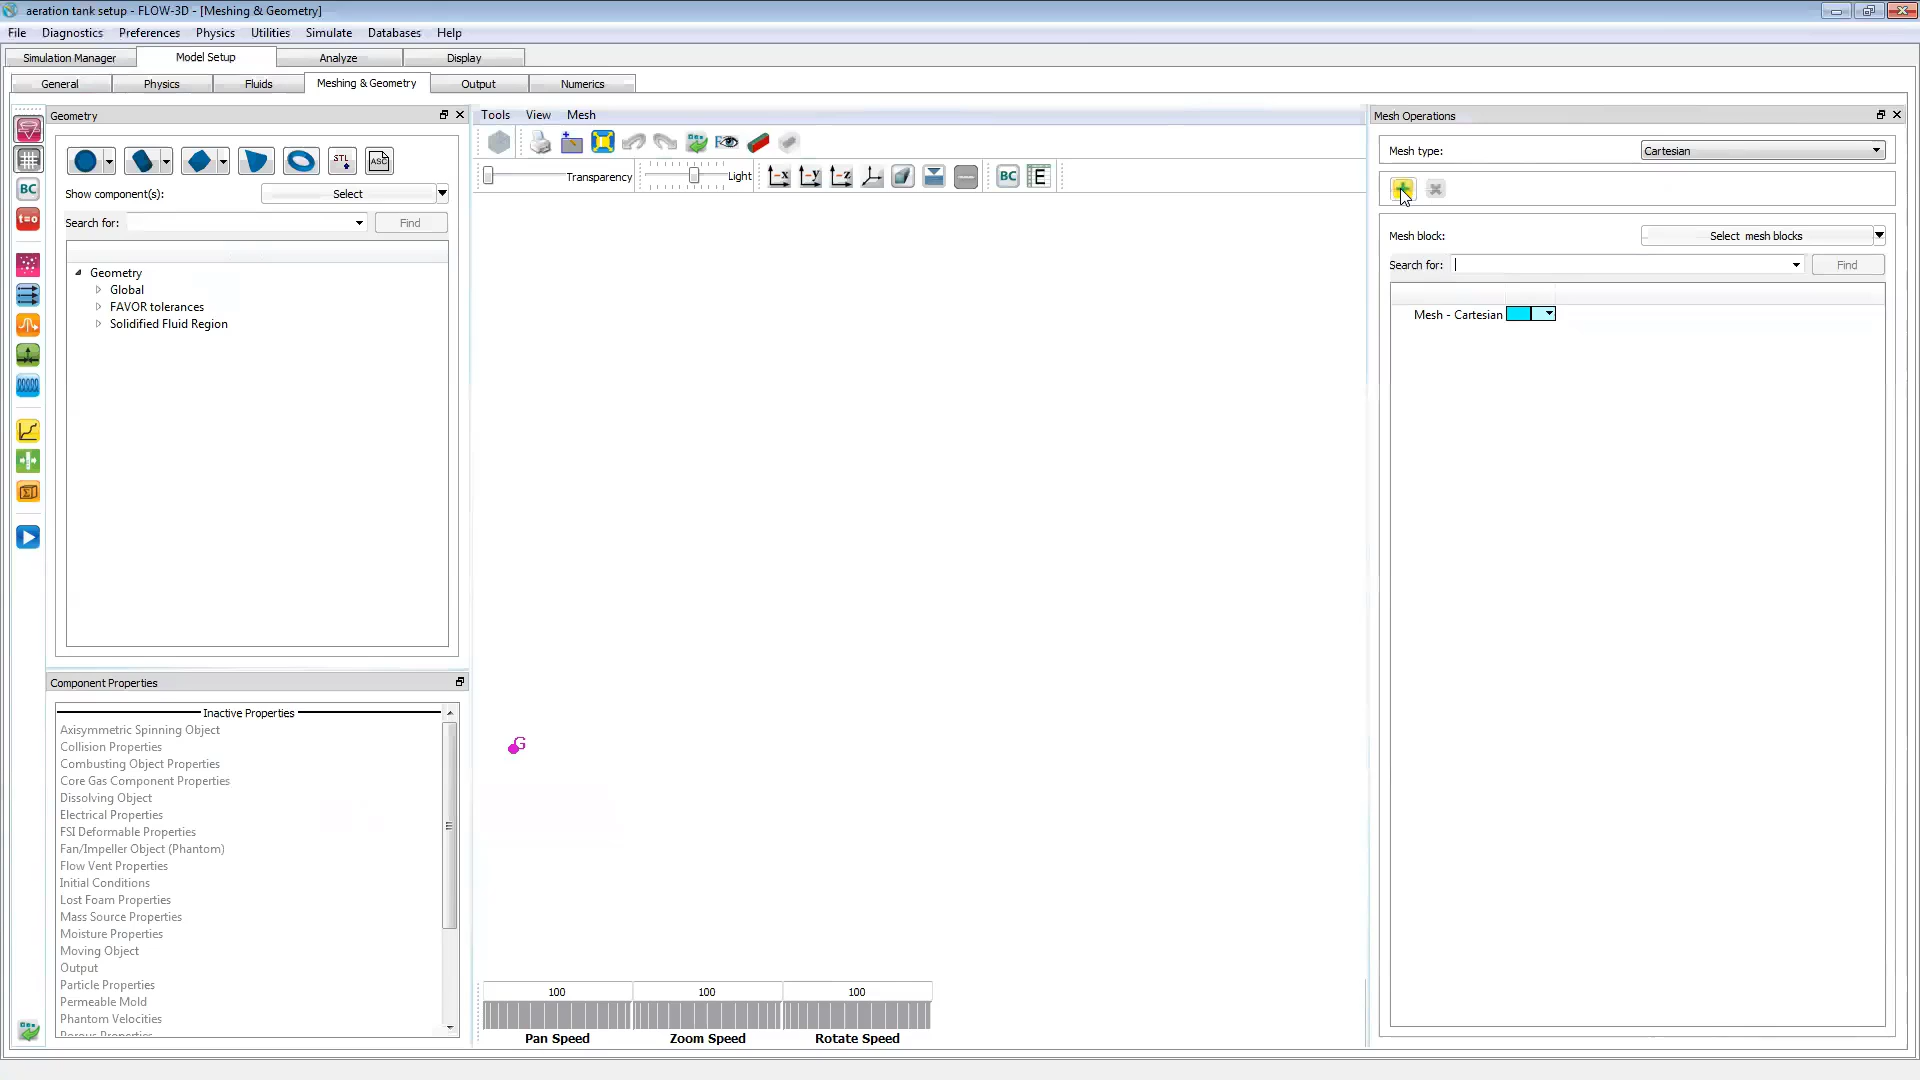 aeration tank setup - FLOW-3D - [Meshing & Geometry]
File Diagnostics Preferences Physics Utilities Simulate Databases Help
Simulation Manager Model Setup Analyze Display
General Physics Fluids Meshing & Geometry Output Numerics
Geometry
STL ASC
Show component(s): Select
Search for: Find
Geometry
Global
FAVOR tolerances
Solidified Fluid Region
BC
t=0
Component Properties
Inactive Properties
Axisymmetric Spinning Object
Collision Properties
Combusting Object Properties
Core Gas Component Properties
Dissolving Object
Electrical Properties
FSI Deformable Properties
Fan/Impeller Object (Phantom)
Flow Vent Properties
Initial Conditions
Lost Foam Properties
Mass Source Properties
Moisture Properties
Moving Object
Output
Particle Properties
Permeable Mold
Phantom Velocities
Porous Properties
Tools View Mesh
Transparency Light -x -y -z BC E
G
100 100 100
Pan Speed Zoom Speed Rotate Speed
Mesh Operations
Mesh type: Cartesian
Mesh block: Select mesh blocks
Search for: Find
Mesh - Cartesian